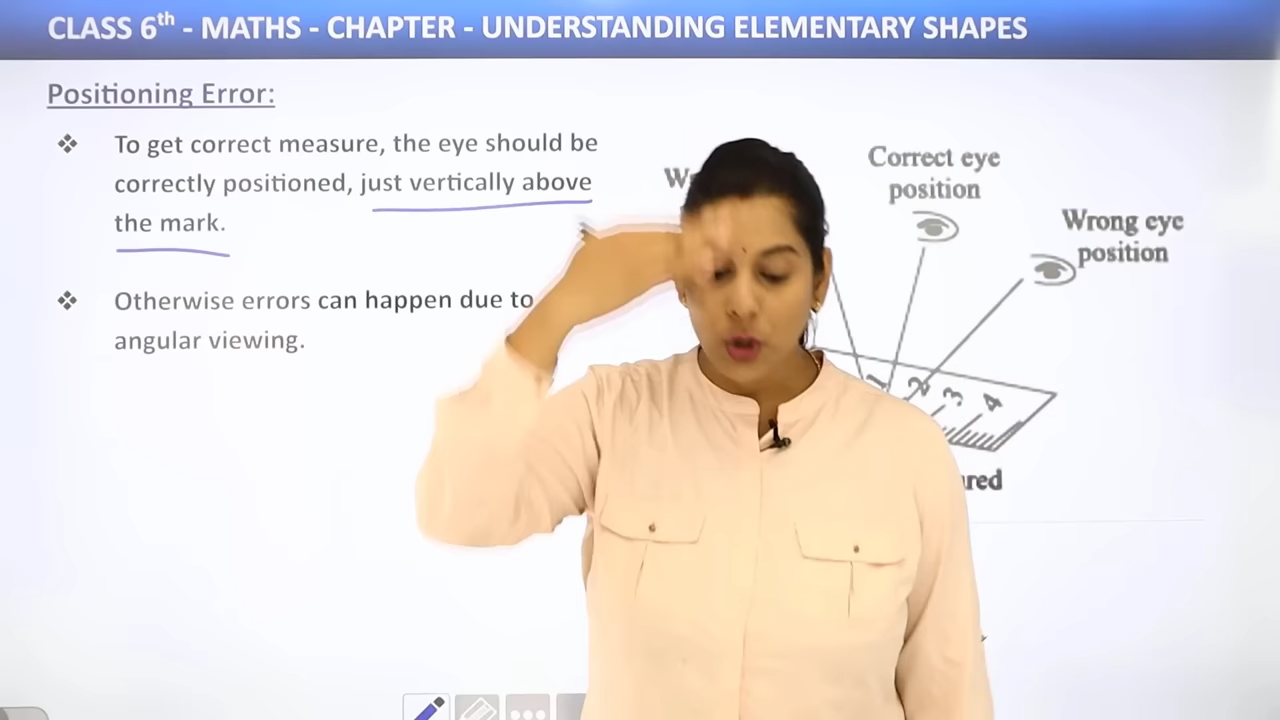 CLASS 6th - MATHS - CHAPTER - UNDERSTANDING ELEMENTARY SHAPES
Positioning Error:
To get correct measure, the eye should be
correctly positioned, just vertically above
the mark.
Otherwise errors can happen due to
angular viewing.
Correct eye
position
Wrong eye
position
1 2 3 4